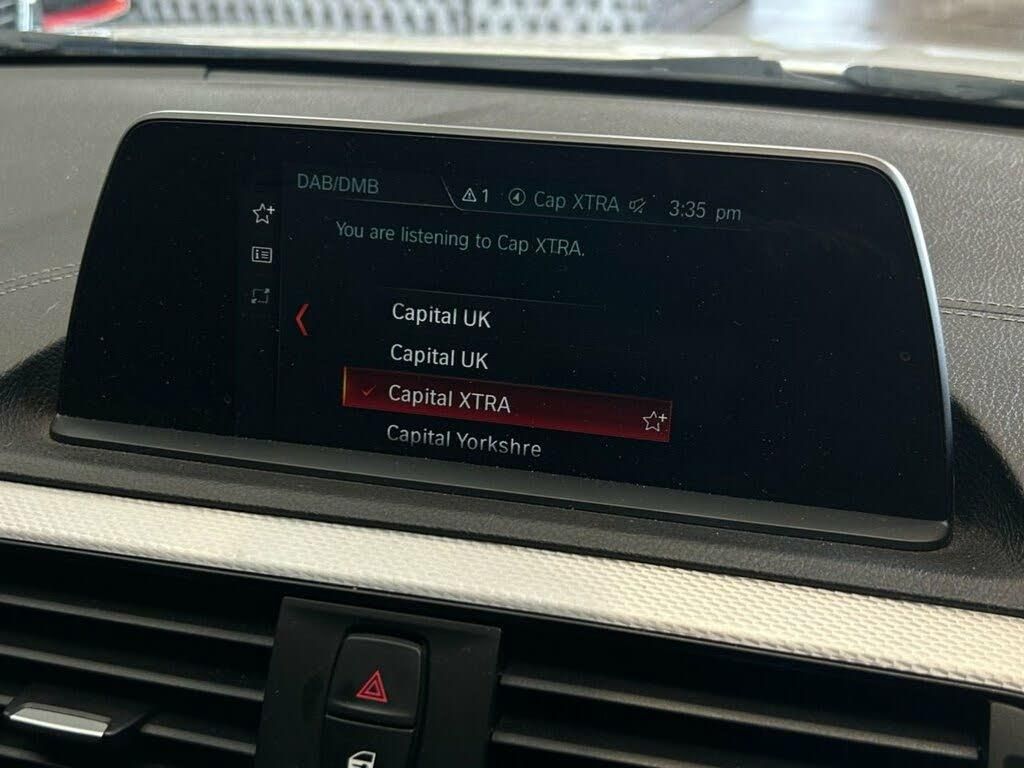 DAB/DMB
1 Cap XTRA 3:35 pm
You are listening to Cap XTRA.
Capital UK
Capital UK
Capital XTRA
Capital Yorkshre